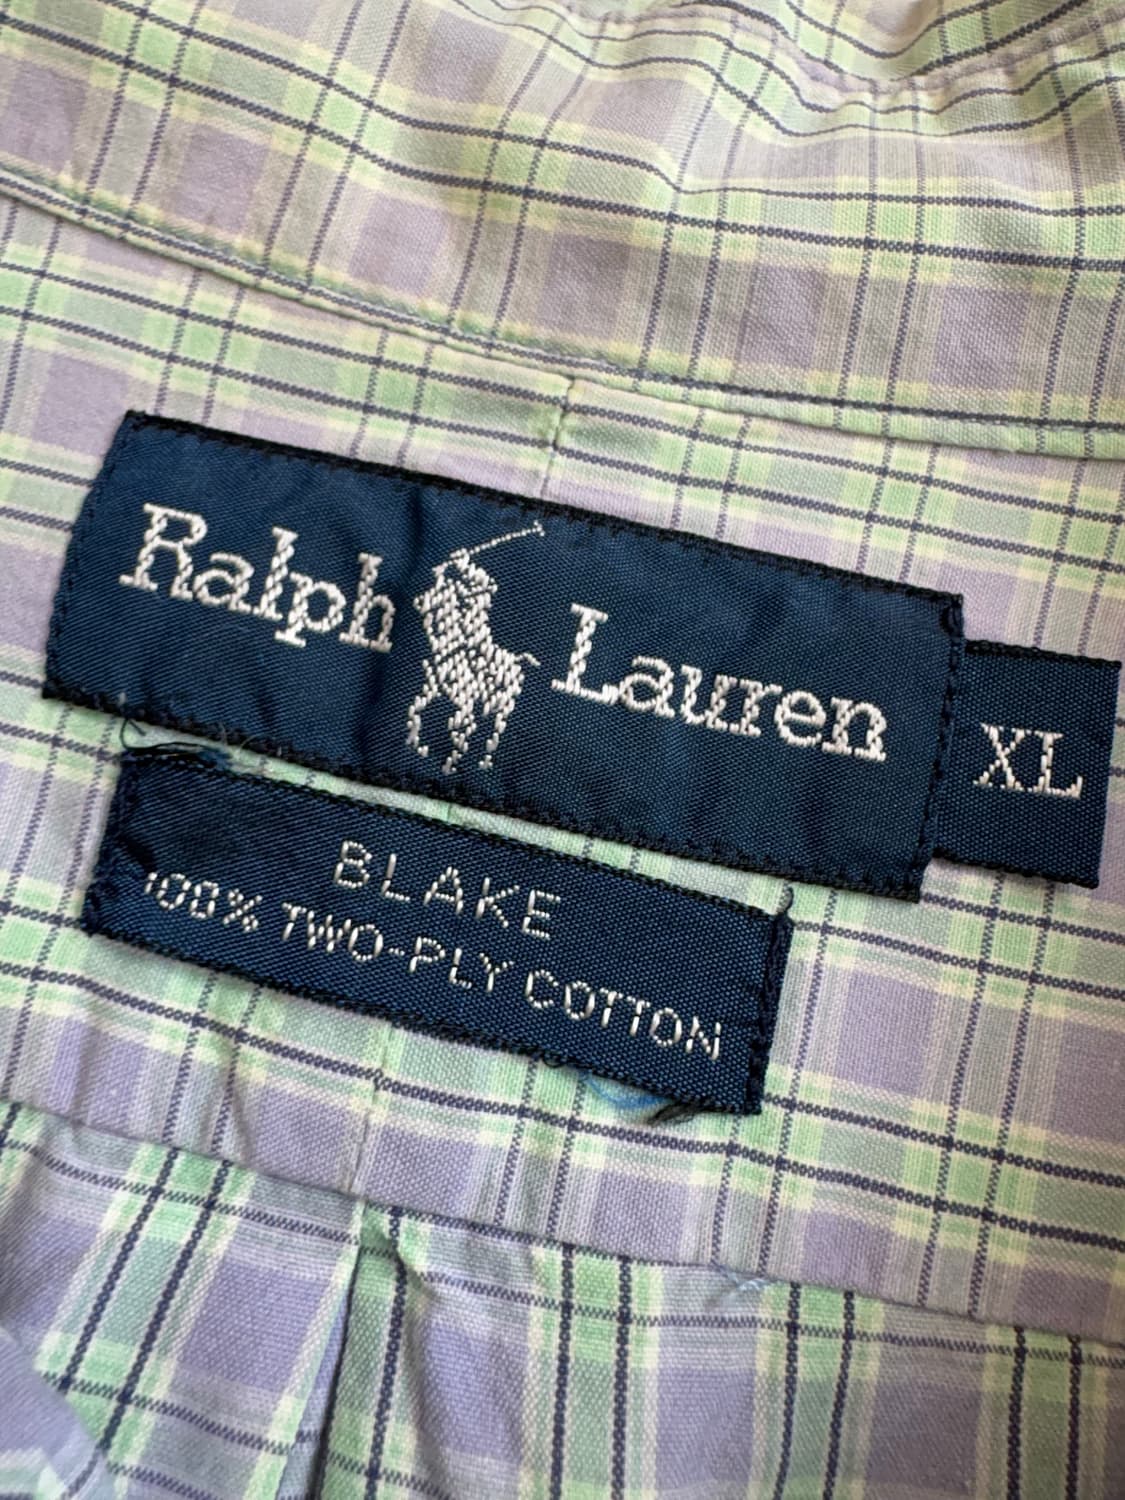 Ralph Lauren
XL
BLAKE
100% TWO-PLY COTTON